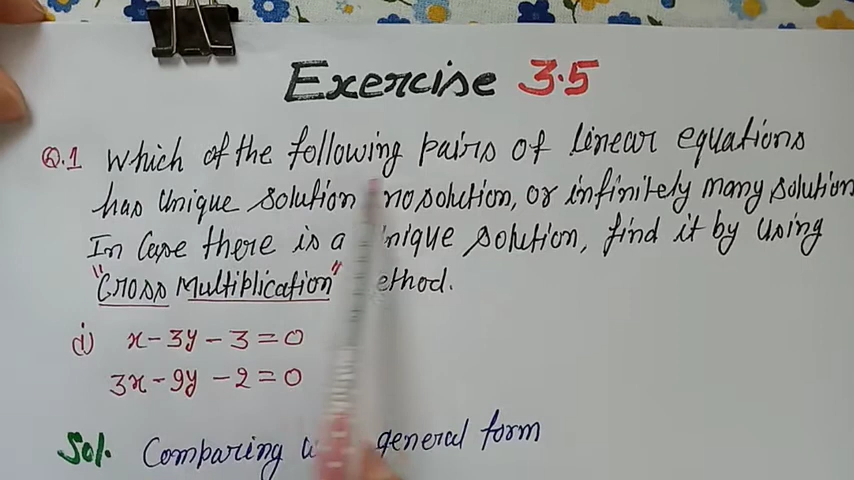 Exercise 3.5
Q.1 Which of the following pairs of linear equations
has Unique solution no solution, or infinitely many solution
In Case there is a unique solution, find it by using
"Cross Multiplication" method.
i) x - 3y - 3 = 0
3x - 9y - 2 = 0
Sol. Comparing general form